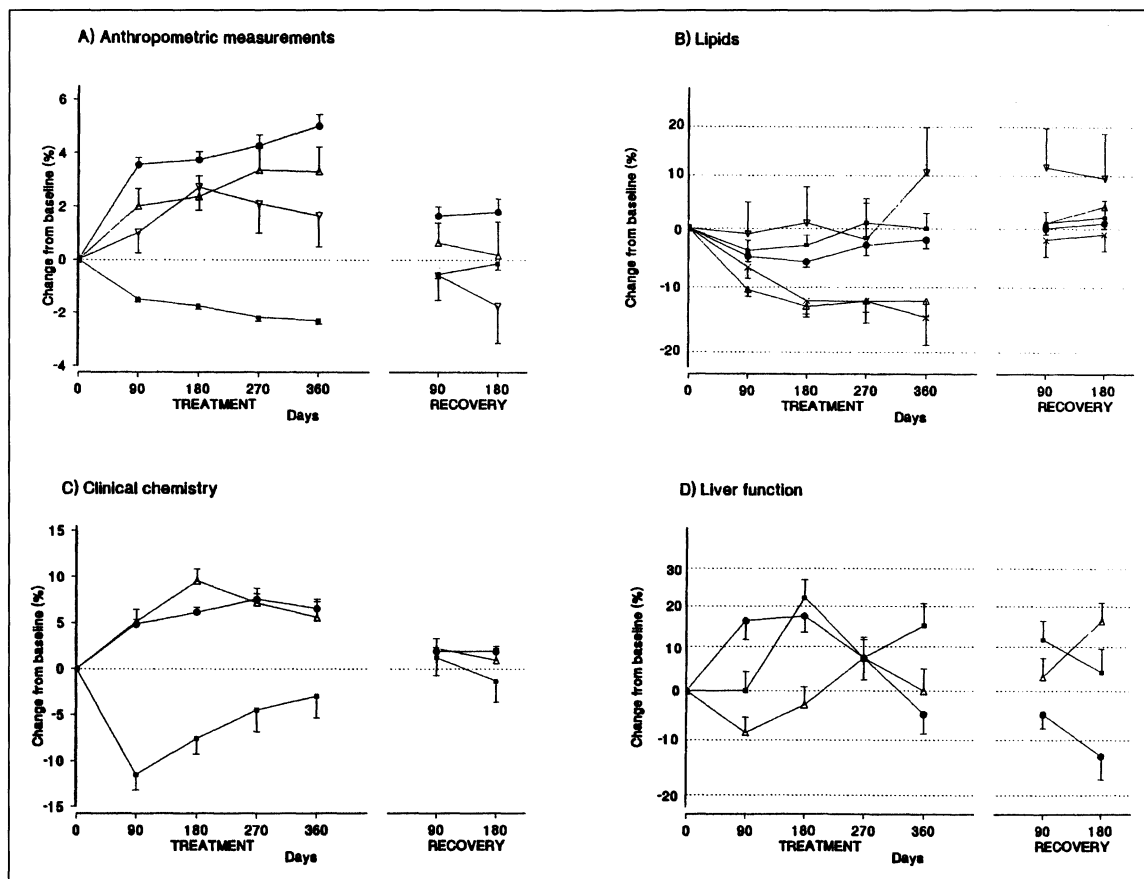 A) Anthropometric measurements
Change from baseline (%)
6
4
2
0
-2
-4
0 90 180 270 360 90 180
TREATMENT RECOVERY
Days
B) Lipids
Change from baseline (%)
20
10
0
-10
-20
0 90 180 270 360 90 180
TREATMENT RECOVERY
Days
C) Clinical chemistry
Change from baseline (%)
15
10
5
0
-5
-10
-15
0 90 180 270 360 90 180
TREATMENT RECOVERY
Days
D) Liver function
Change from baseline (%)
30
20
10
0
-10
-20
0 90 180 270 360 90 180
TREATMENT RECOVERY
Days